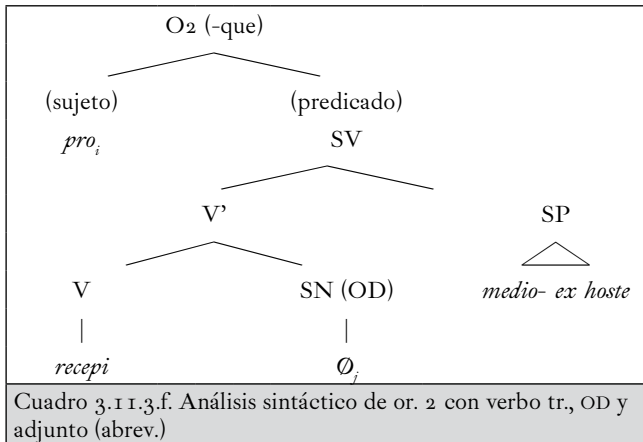 O2 (-que)
(sujeto) (predicado)
proᵢ SV
V' SP
V SN (OD) medio- ex hoste
| |
recepi Øⱼ
Cuadro 3.11.3.f. Análisis sintáctico de or. 2 con verbo tr., OD y
adjunto (abrev.)